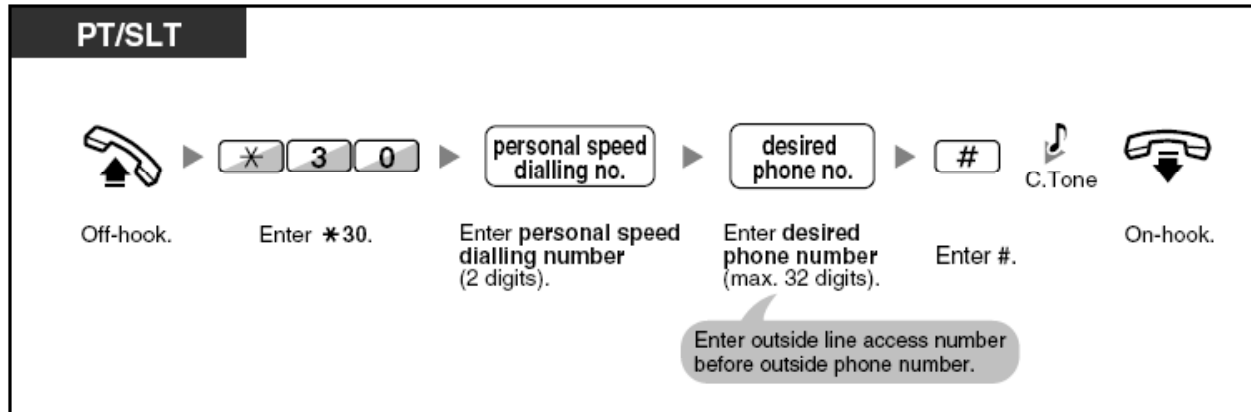 PT/SLT
* 3 0
personal speed
dialling no.
desired
phone no.
#
C.Tone
Off-hook.
Enter *30.
Enter personal speed
dialling number
(2 digits).
Enter desired
phone number
(max. 32 digits).
Enter #.
On-hook.
Enter outside line access number
before outside phone number.